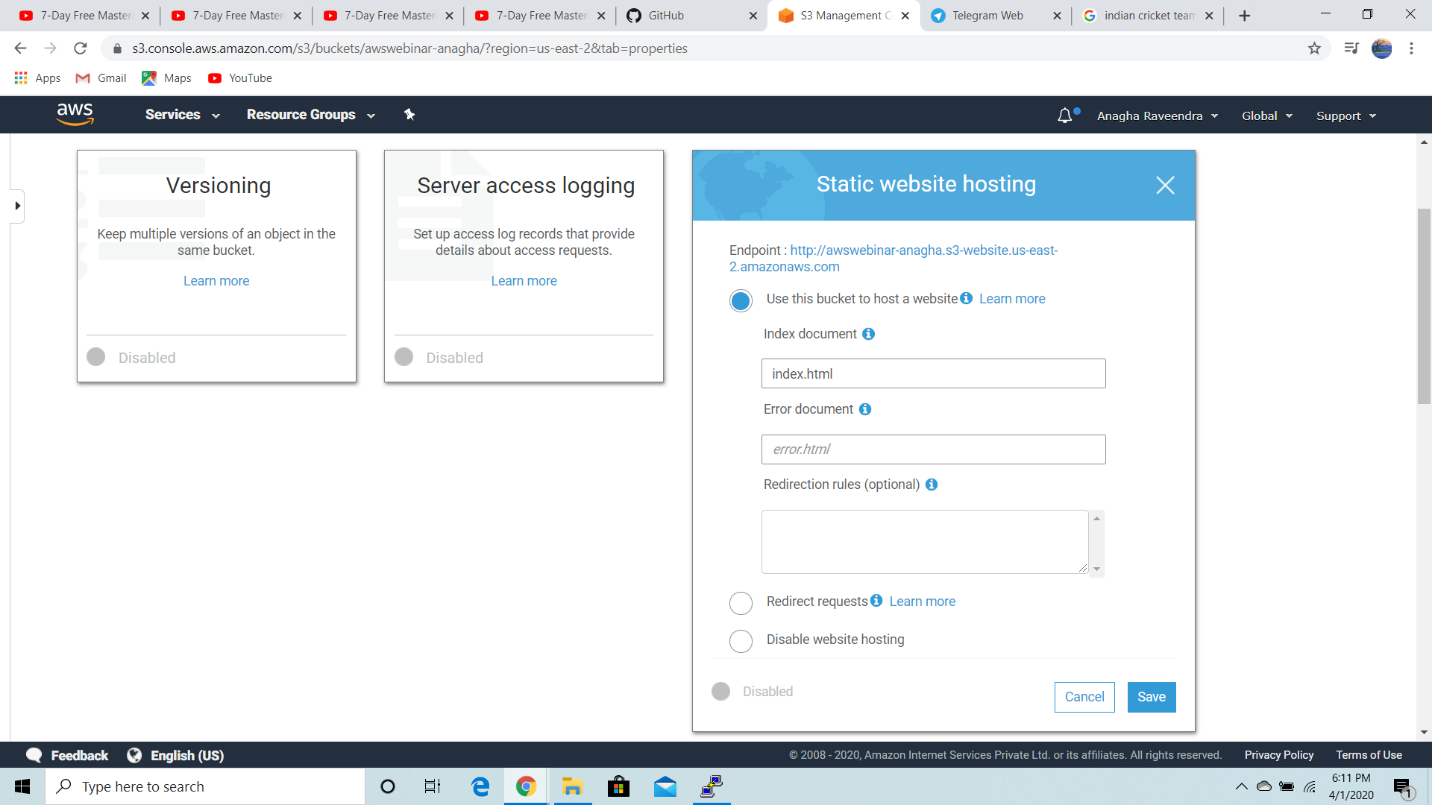 7-Day Free Master
7-Day Free Master
7-Day Free Master
7-Day Free Master
GitHub
S3 Management C
Telegram Web
indian cricket team
s3.console.aws.amazon.com/s3/buckets/awswebinar-anagha/?region=us-east-2&tab=properties
Apps
Gmail
Maps
YouTube
aws
Services
Resource Groups
Anagha Raveendra
Global
Support
Versioning
Keep multiple versions of an object in the
same bucket.
Learn more
Disabled
Server access logging
Set up access log records that provide
details about access requests.
Learn more
Disabled
Static website hosting
Endpoint : http://awswebinar-anagha.s3-website.us-east-
2.amazonaws.com
Use this bucket to host a website Learn more
Index document
index.html
Error document
error.html
Redirection rules (optional)
Redirect requests Learn more
Disable website hosting
Disabled
Cancel
Save
Feedback
English (US)
© 2008 - 2020, Amazon Internet Services Private Ltd. or its affiliates. All rights reserved.
Privacy Policy
Terms of Use
Type here to search
6:11 PM
4/1/2020
1